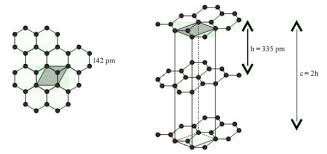 142 pm
h = 335 pm
c = 2h